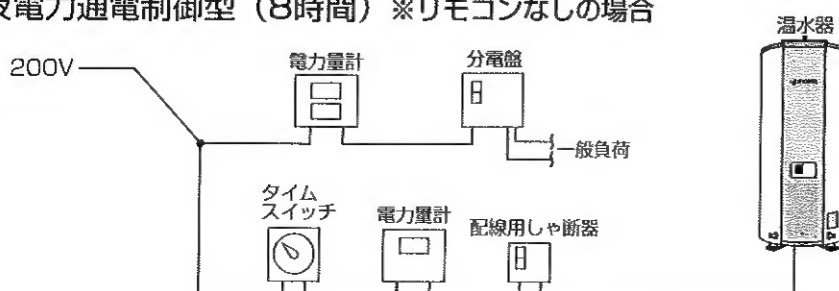 電力通電制御型（8時間）※リモコンなしの場合
温水器
200V
電力量計
分電盤
一般負荷
タイム
スイッチ
電力量計
配線用しゃ断器